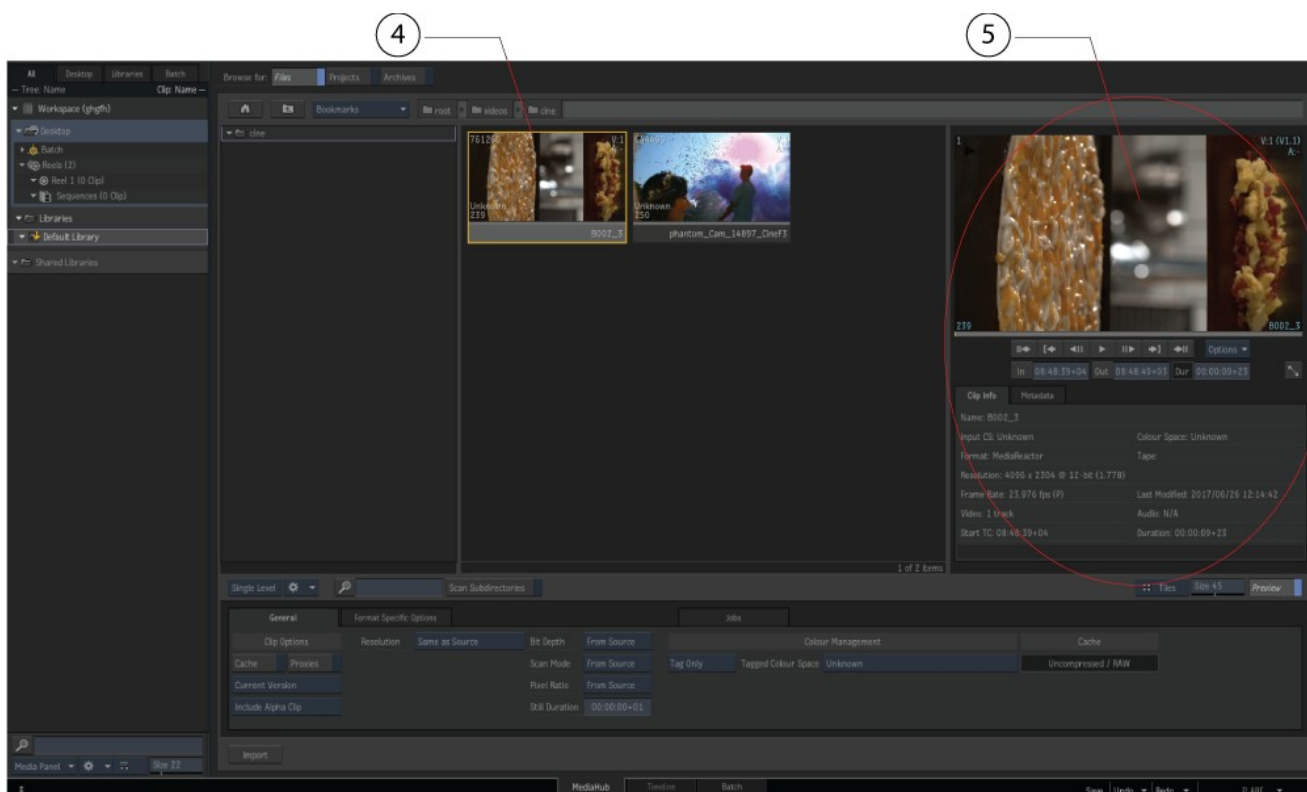 4
5
All Desktop Libraries Batch
— Tree: Name Clip: Name —
Workspace (ghgfh)
Desktop
Batch
Reels (2)
Reel 1 (0 Clip)
Sequences (0 Clip)
Libraries
Default Library
Shared Libraries
Media Panel Size 22
Browse for: Files Projects Archives
Bookmarks root videos cine
cine
V:1
Unknown
239
B002_3
Unknown
250
phantom_Cam_14897_CineF3
1 of 2 items
1 V:1 (V1.1)
A:-
239 B002_3
Options
In 08:48:39+04 Out 08:48:49+03 Dur 00:00:09+23
Clip Info Metadata
Name: B002_3
Input CS: Unknown Colour Space: Unknown
Format: MediaReactor Tape:
Resolution: 4096 x 2304 @ 12-bit (1.778)
Frame Rate: 23.976 fps (P) Last Modified: 2017/06/26 12:14:42
Video: 1 track Audio: N/A
Start TC: 08:48:39+04 Duration: 00:00:09+23
Single Level Scan Subdirectories Tiles Size 45 Preview
General Format Specific Options Jobs
Clip Options Resolution Same as Source Bit Depth From Source Colour Management Cache
Cache Proxies Scan Mode From Source Tag Only Tagged Colour Space Unknown Uncompressed / RAW
Current Version Pixel Ratio From Source
Include Alpha Clip Still Duration 00:00:00+01
Import
MediaHub Timeline Batch Save Undo Redo FLARE